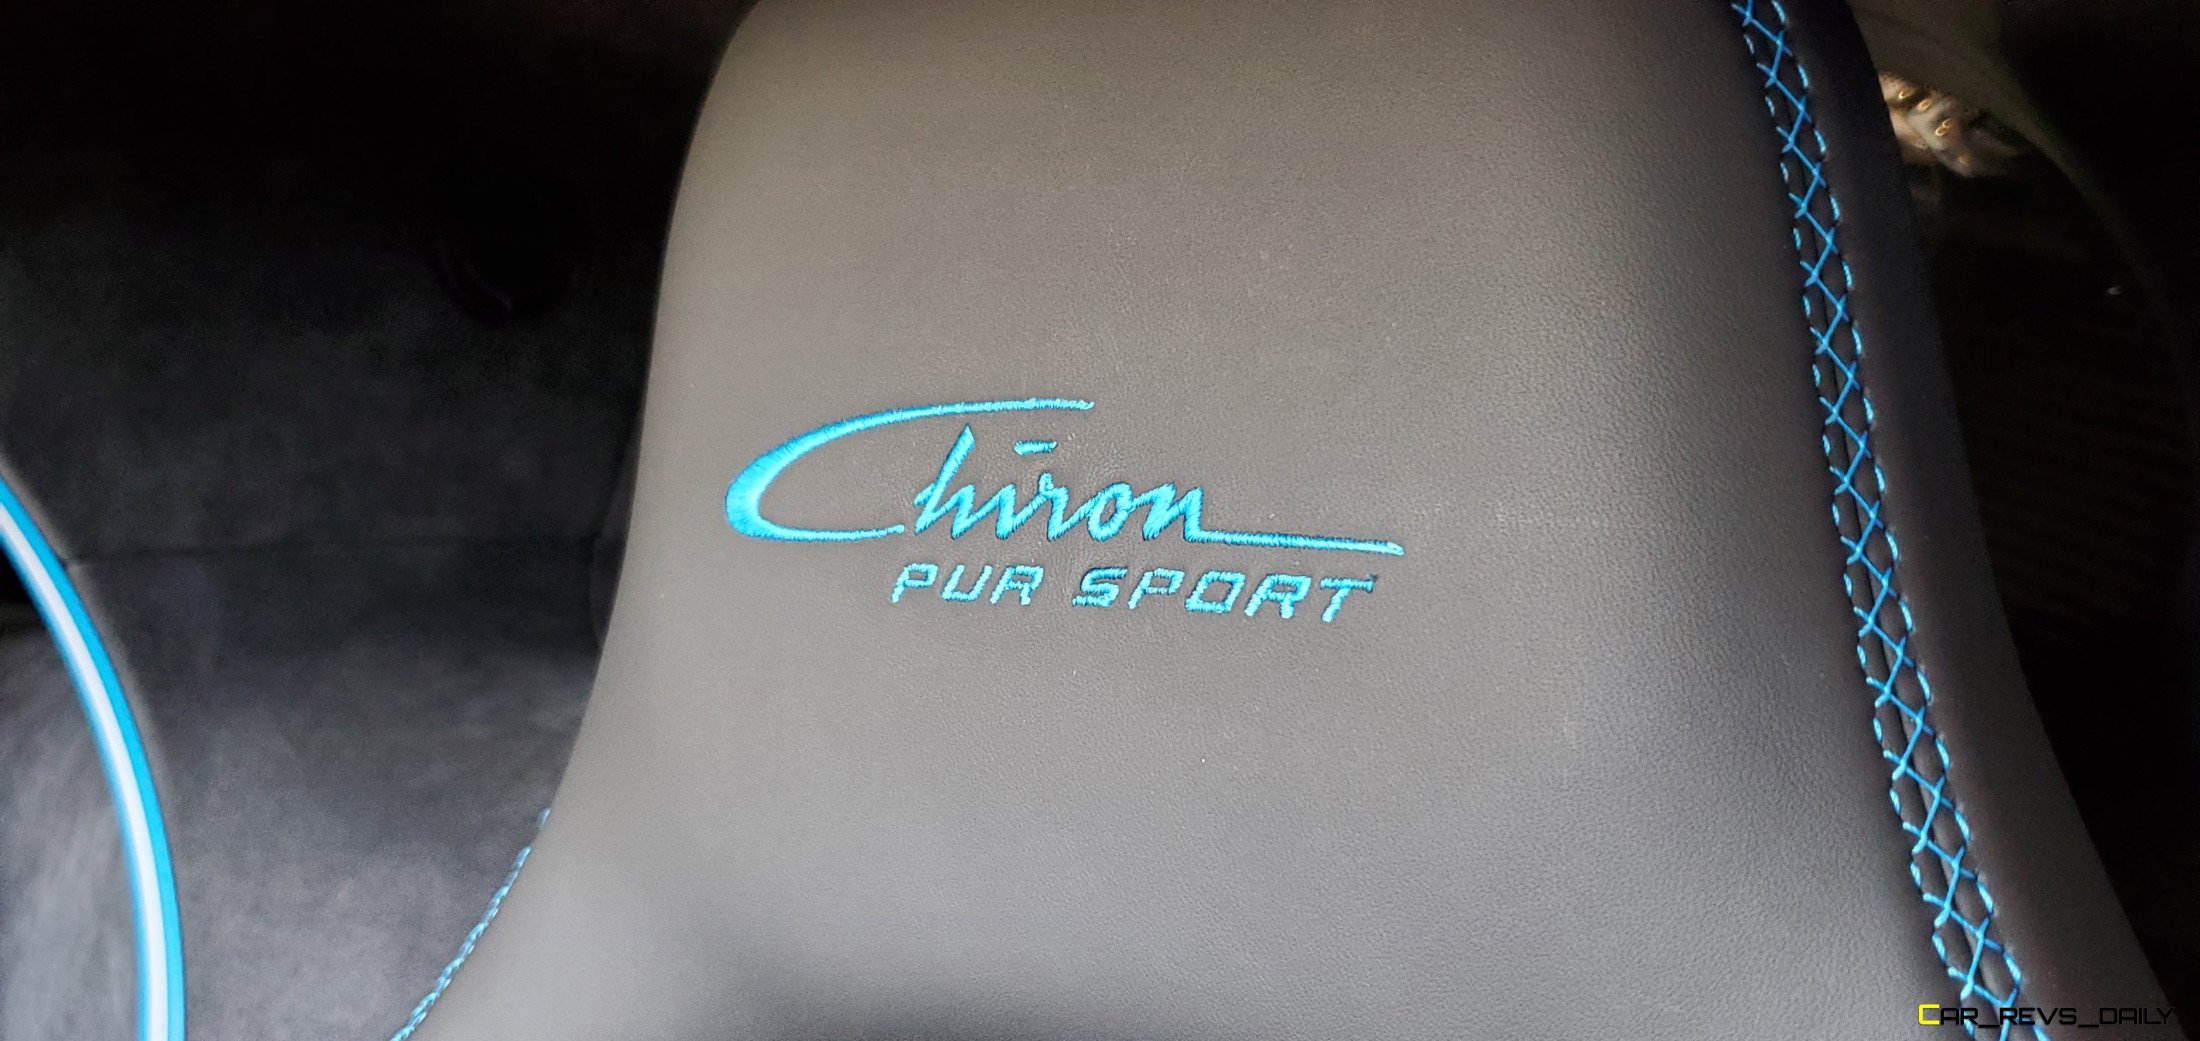 Chiron
PUR SPORT
CAR_REVS_DAILY